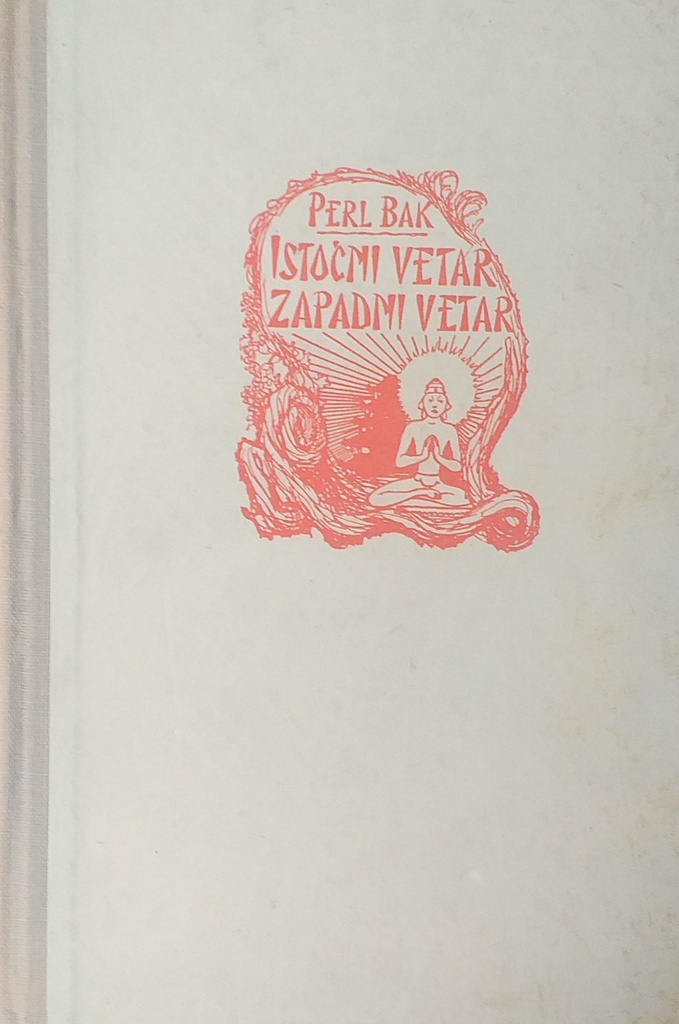 PERL BAK
ISTOČNI VETAR
ZAPADNI VETAR